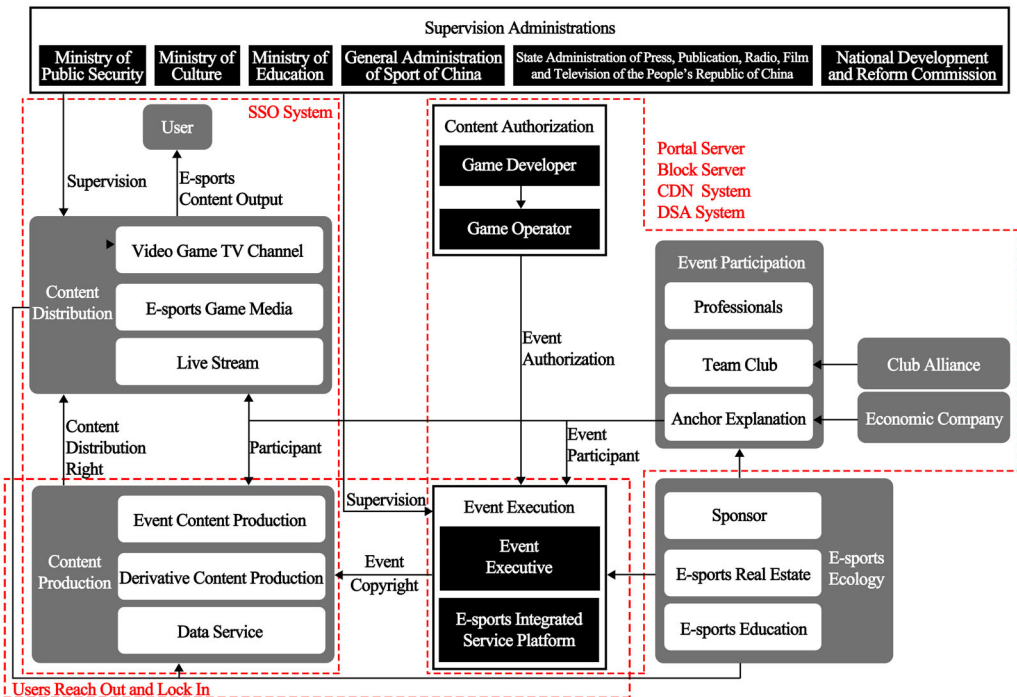 Supervision Administrations
Ministry of
Public Security
Ministry of
Culture
Ministry of
Education
General Administration
of Sport of China
State Administration of Press, Publication, Radio, Film
and Television of the People's Republic of China
National Development
and Reform Commission
SSO System
User
Supervision
E-sports
Content Output
Content
Distribution
Video Game TV Channel
E-sports Game Media
Live Stream
Content Authorization
Game Developer
Game Operator
Portal Server
Block Server
CDN System
DSA System
Event
Authorization
Event Participation
Professionals
Team Club
Anchor Explanation
Club Alliance
Economic Company
Content
Distribution
Right
Participant
Event
Participant
Supervision
Content
Production
Event Content Production
Derivative Content Production
Data Service
Event
Copyright
Event Execution
Event
Executive
E-sports Integrated
Service Platform
Sponsor
E-sports Real Estate
E-sports Education
E-sports
Ecology
Users Reach Out and Lock In